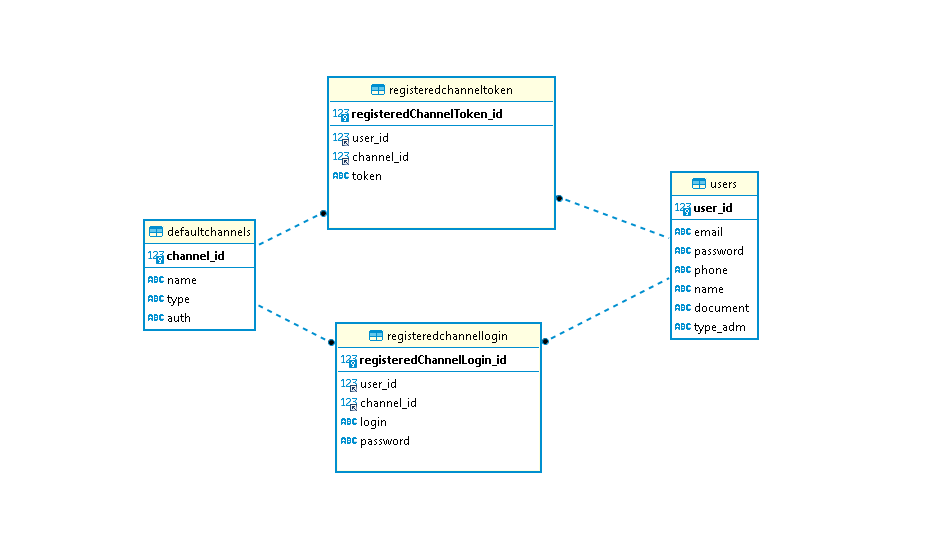 registeredchanneltoken
123 registeredChannelToken_id
123 user_id
123 channel_id
ABC token
users
123 user_id
ABC email
ABC password
ABC phone
ABC name
ABC document
ABC type_adm
defaultchannels
123 channel_id
ABC name
ABC type
ABC auth
registeredchannellogin
123 registeredChannelLogin_id
123 user_id
123 channel_id
ABC login
ABC password